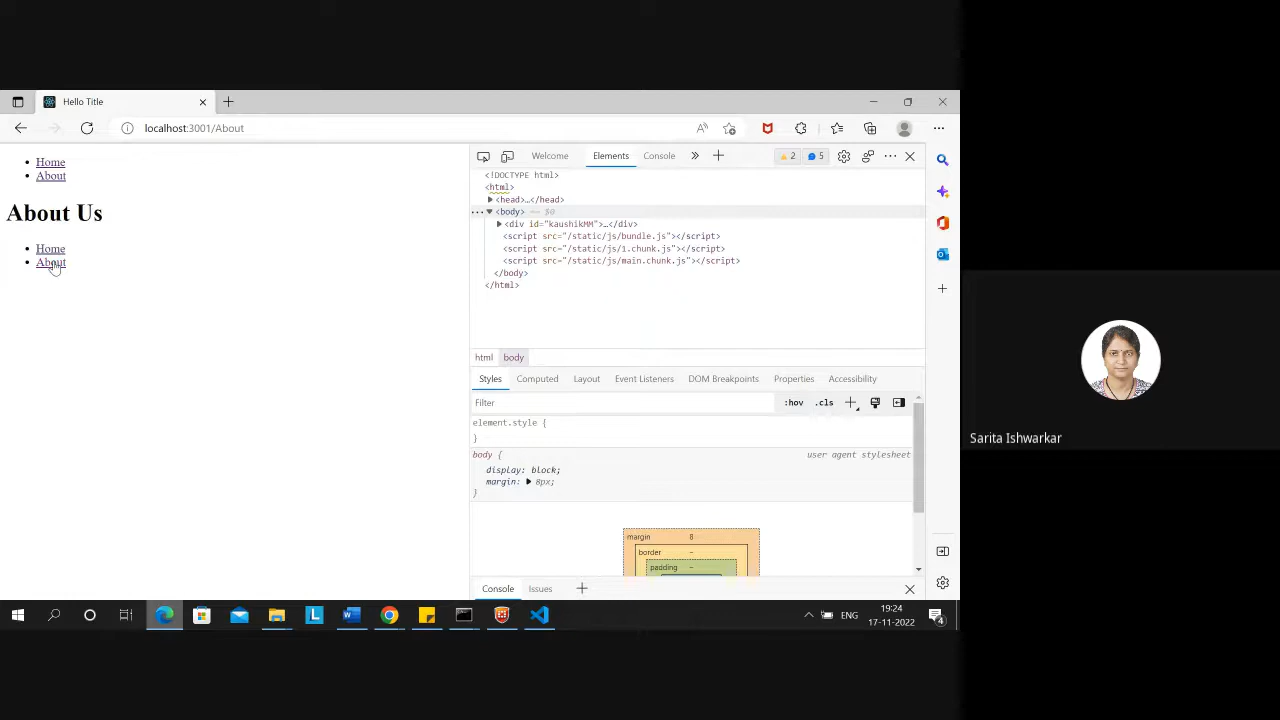 Hello Title
localhost:3001/About
Home
About
About Us
Home
About
Welcome
Elements
Console
2
5
<!DOCTYPE html>
<html>
<head>…</head>
<body> == $0
<div id="kaushikMM">…</div>
<script src="/static/js/bundle.js"></script>
<script src="/static/js/1.chunk.js"></script>
<script src="/static/js/main.chunk.js"></script>
</body>
</html>
html body
Styles Computed Layout Event Listeners DOM Breakpoints Properties Accessibility
Filter
:hov .cls
element.style {
}
body { user agent stylesheet
display: block;
margin: 8px;
}
margin 8
border –
padding –
Console Issues
ENG
19:24
17-11-2022
4
Sarita Ishwarkar